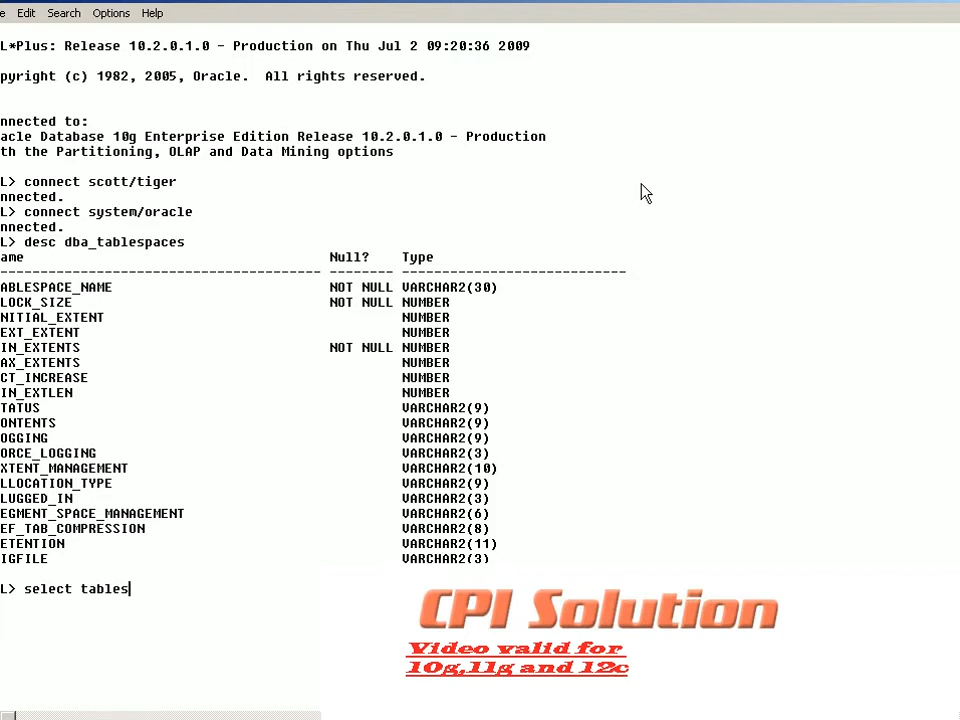 e Edit Search Options Help
L*Plus: Release 10.2.0.1.0 - Production on Thu Jul 2 09:20:36 2009
pyright (c) 1982, 2005, Oracle. All rights reserved.
nnected to:
acle Database 10g Enterprise Edition Release 10.2.0.1.0 - Production
th the Partitioning, OLAP and Data Mining options
L> connect scott/tiger
nnected.
L> connect system/oracle
nnected.
L> desc dba_tablespaces
ame Null? Type
---------------------------------------- -------- ----------------------------
ABLESPACE_NAME NOT NULL VARCHAR2(30)
LOCK_SIZE NOT NULL NUMBER
NITIAL_EXTENT NUMBER
EXT_EXTENT NUMBER
IN_EXTENTS NOT NULL NUMBER
AX_EXTENTS NUMBER
CT_INCREASE NUMBER
IN_EXTLEN NUMBER
TATUS VARCHAR2(9)
ONTENTS VARCHAR2(9)
OGGING VARCHAR2(9)
ORCE_LOGGING VARCHAR2(3)
XTENT_MANAGEMENT VARCHAR2(10)
LLOCATION_TYPE VARCHAR2(9)
LUGGED_IN VARCHAR2(3)
EGMENT_SPACE_MANAGEMENT VARCHAR2(6)
EF_TAB_COMPRESSION VARCHAR2(8)
ETENTION VARCHAR2(11)
IGFILE VARCHAR2(3)
L> select tables
CPI Solution
Video valid for
10g,11g and 12c